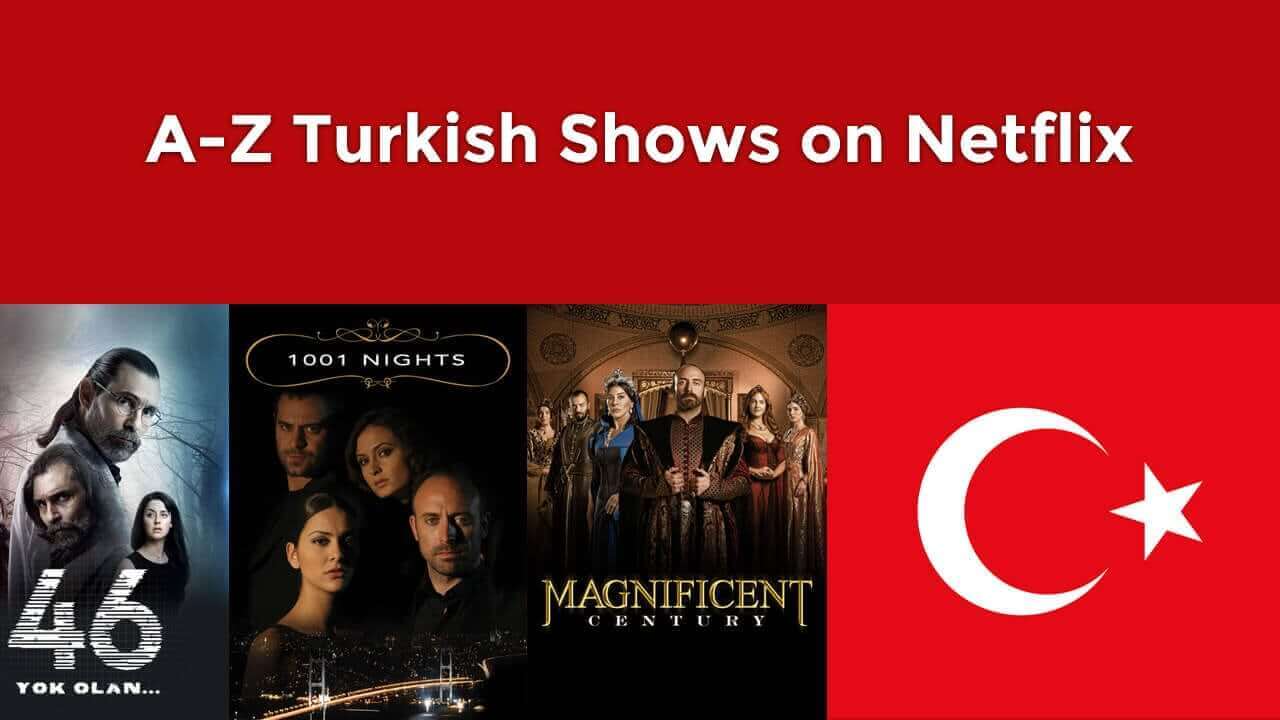 A-Z Turkish Shows on Netflix
46
YOK OLAN...
1001 NIGHTS
MAGNIFICENT
CENTURY